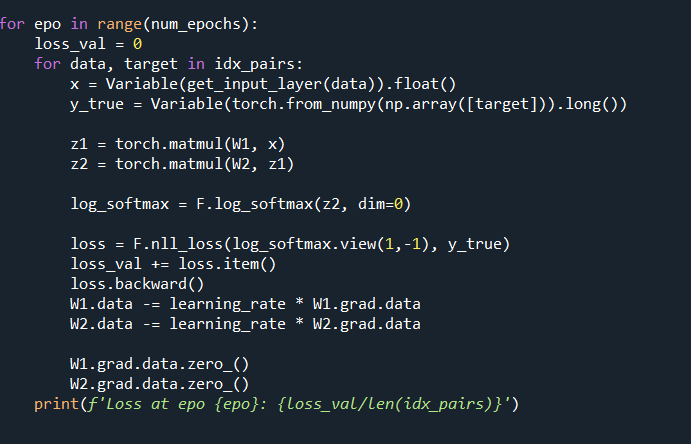 for epo in range(num_epochs):
    loss_val = 0
    for data, target in idx_pairs:
        x = Variable(get_input_layer(data)).float()
        y_true = Variable(torch.from_numpy(np.array([target])).long())

        z1 = torch.matmul(W1, x)
        z2 = torch.matmul(W2, z1)

        log_softmax = F.log_softmax(z2, dim=0)

        loss = F.nll_loss(log_softmax.view(1,-1), y_true)
        loss_val += loss.item()
        loss.backward()
        W1.data -= learning_rate * W1.grad.data
        W2.data -= learning_rate * W2.grad.data

        W1.grad.data.zero_()
        W2.grad.data.zero_()
    print(f'Loss at epo {epo}: {loss_val/len(idx_pairs)}')